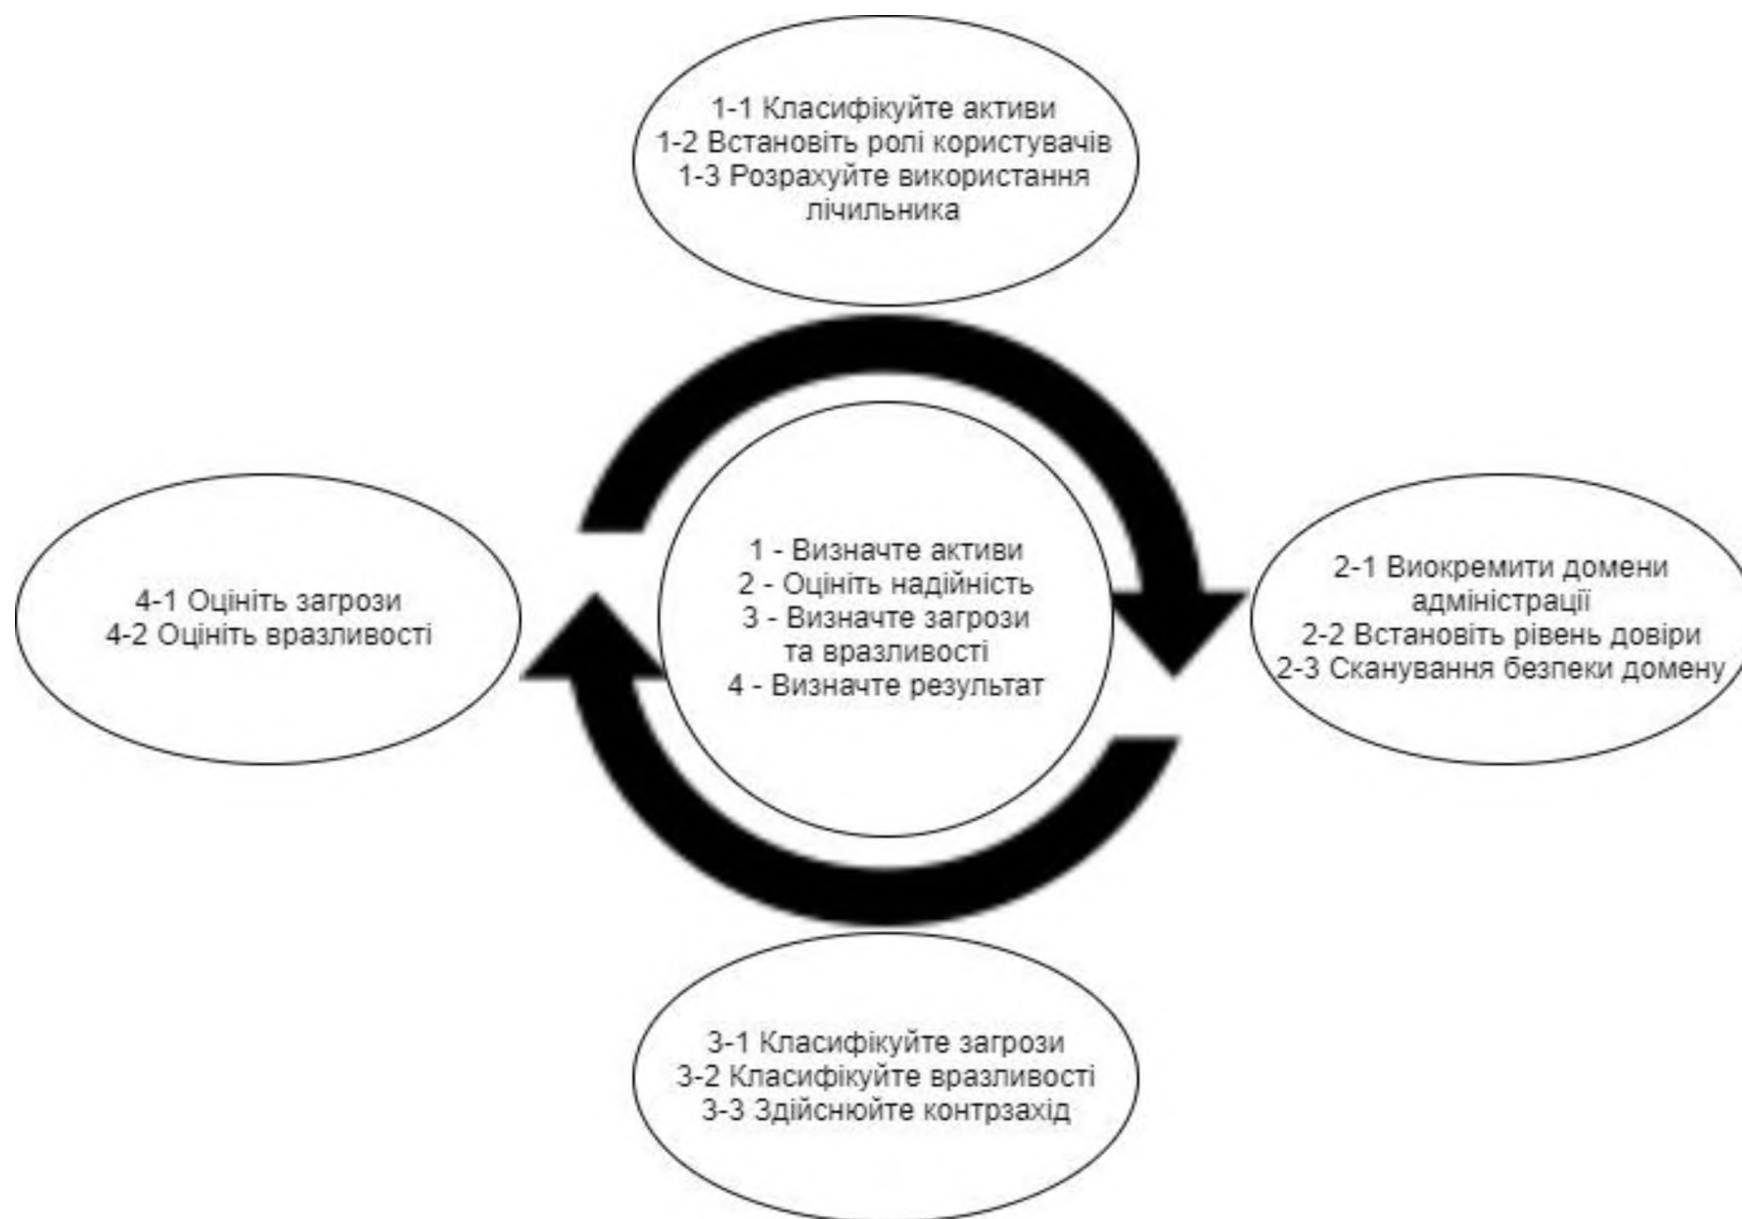 1-1 Класифікуйте активи
1-2 Встановіть ролі користувачів
1-3 Розрахуйте використання
лічильника
1 - Визначте активи
2 - Оцініть надійність
3 - Визначте загрози
та вразливості
4 - Визначте результат
2-1 Виокремити домени
адміністрації
2-2 Встановіть рівень довіри
2-3 Сканування безпеки домену
3-1 Класифікуйте загрози
3-2 Класифікуйте вразливості
3-3 Здійснюйте контрзахід
4-1 Оцініть загрози
4-2 Оцініть вразливості